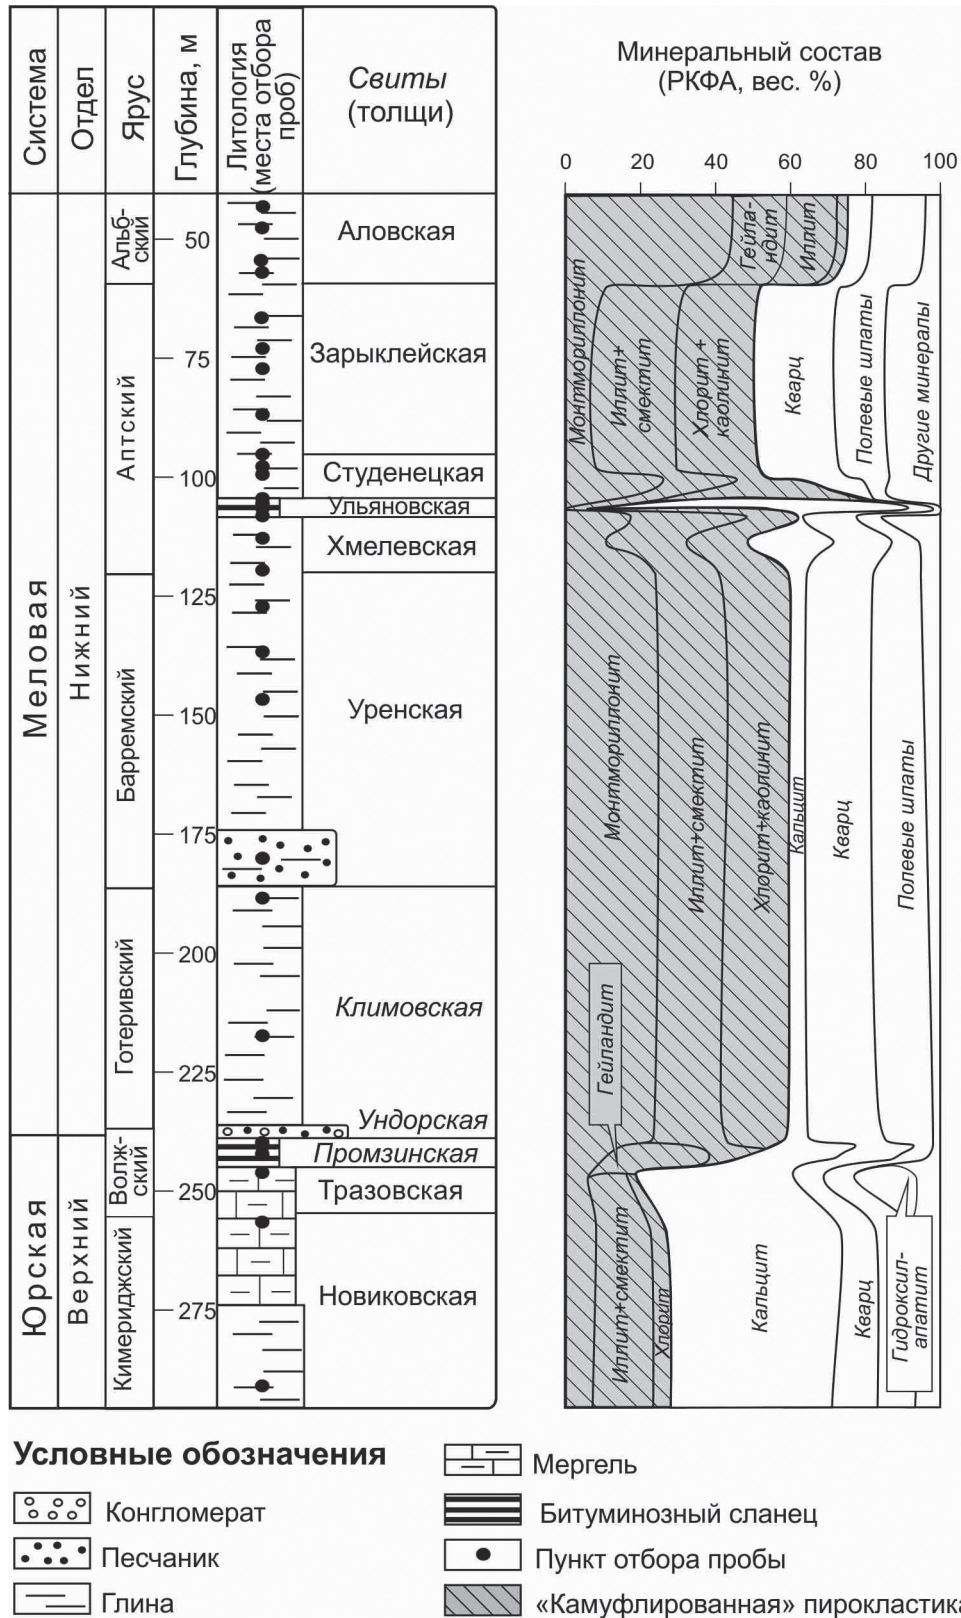 Система
Отдел
Ярус
Глубина, м
Литология
(места отбора
проб)
Свиты
(толщи)
Минеральный состав
(РКФА, вес. %)
0
20
40
60
80
100
Меловая
Юрская
Нижний
Верхний
Альб-
ский
Аптский
Барремский
Готеривский
Волж-
ский
Кимериджский
50
75
100
125
150
175
200
225
250
275
Аловская
Зарыклейская
Студенецкая
Ульяновская
Хмелевская
Уренская
Климовская
Ундорская
Промзинская
Тразовская
Новиковская
Монтмориллонит
Иллит+
смектит
Хлорит +
каолинит
Гейла-
ндит
Иллит
Кварц
Полевые шпаты
Другие минералы
Монтмориллонит
Иллит+смектит
Хлорит+каолинит
Кальцит
Кварц
Полевые шпаты
Гейландит
Иллит+смектит
Хлорит
Кальцит
Кварц
Гидроксил-
апатит
Условные обозначения
Конгломерат
Песчаник
Глина
Мергель
Битуминозный сланец
Пункт отбора пробы
«Камуфлированная» пирокластика